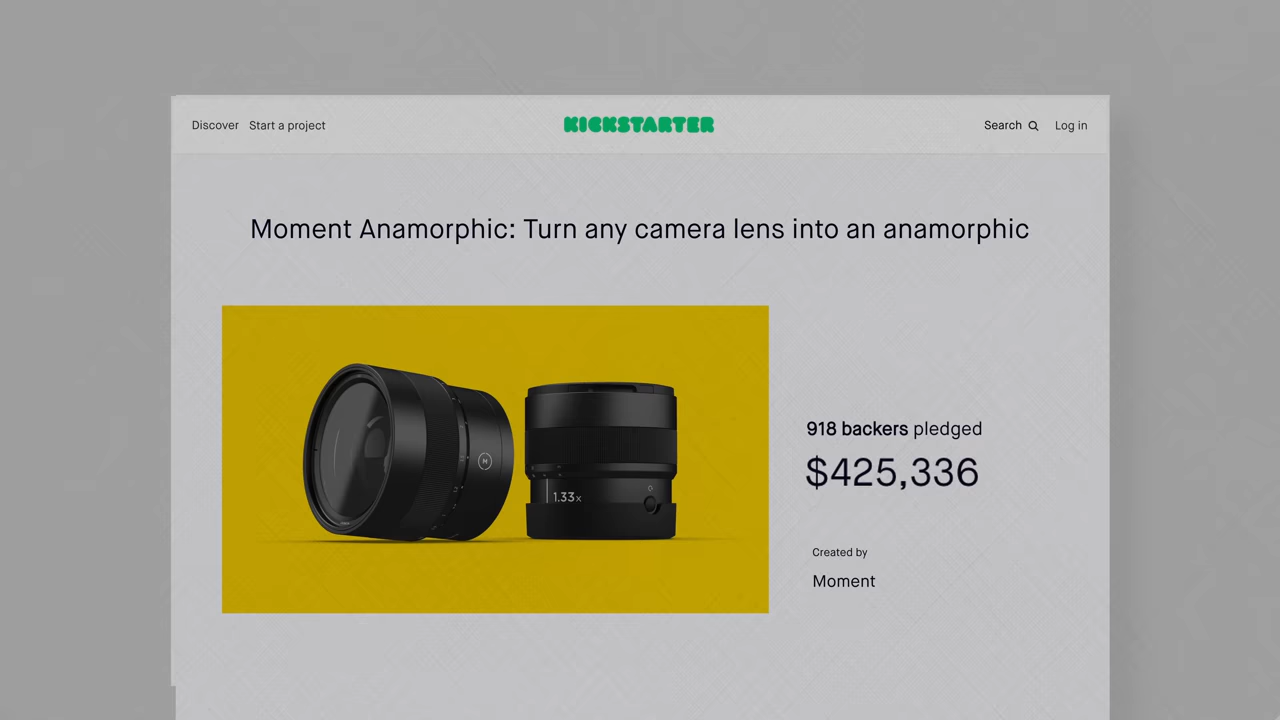 Discover Start a project KICKSTARTER Search Log in
Moment Anamorphic: Turn any camera lens into an anamorphic
M
1.33x
918 backers pledged
$425,336
Created by
Moment